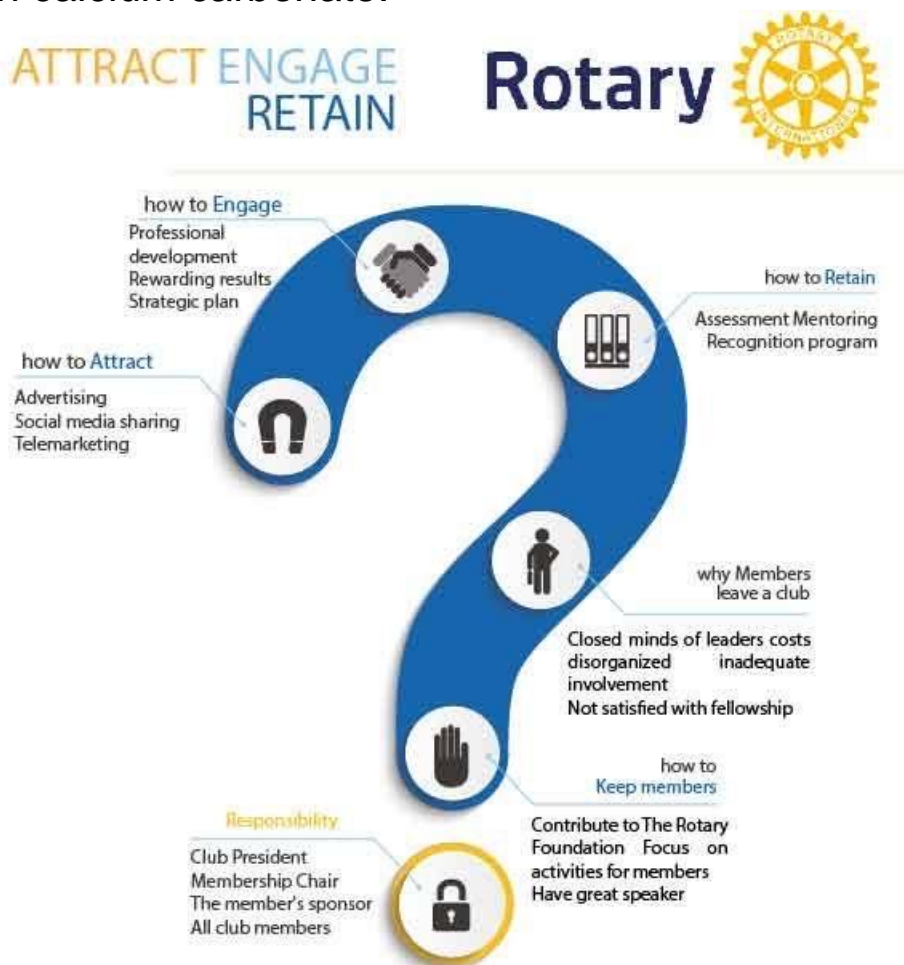 calcium carbonate.
ATTRACT ENGAGE
RETAIN
Rotary
ROTARY
INTERNATIONAL
how to Engage
Professional
development
Rewarding results
Strategic plan
how to Retain
Assessment Mentoring
Recognition program
how to Attract
Advertising
Social media sharing
Telemarketing
why Members
leave a club
Closed minds of leaders costs
disorganized inadequate
involvement
Not satisfied with fellowship
how to
Keep members
Contribute to The Rotary
Foundation Focus on
activities for members
Have great speaker
Responsibility
Club President
Membership Chair
The member's sponsor
All club members